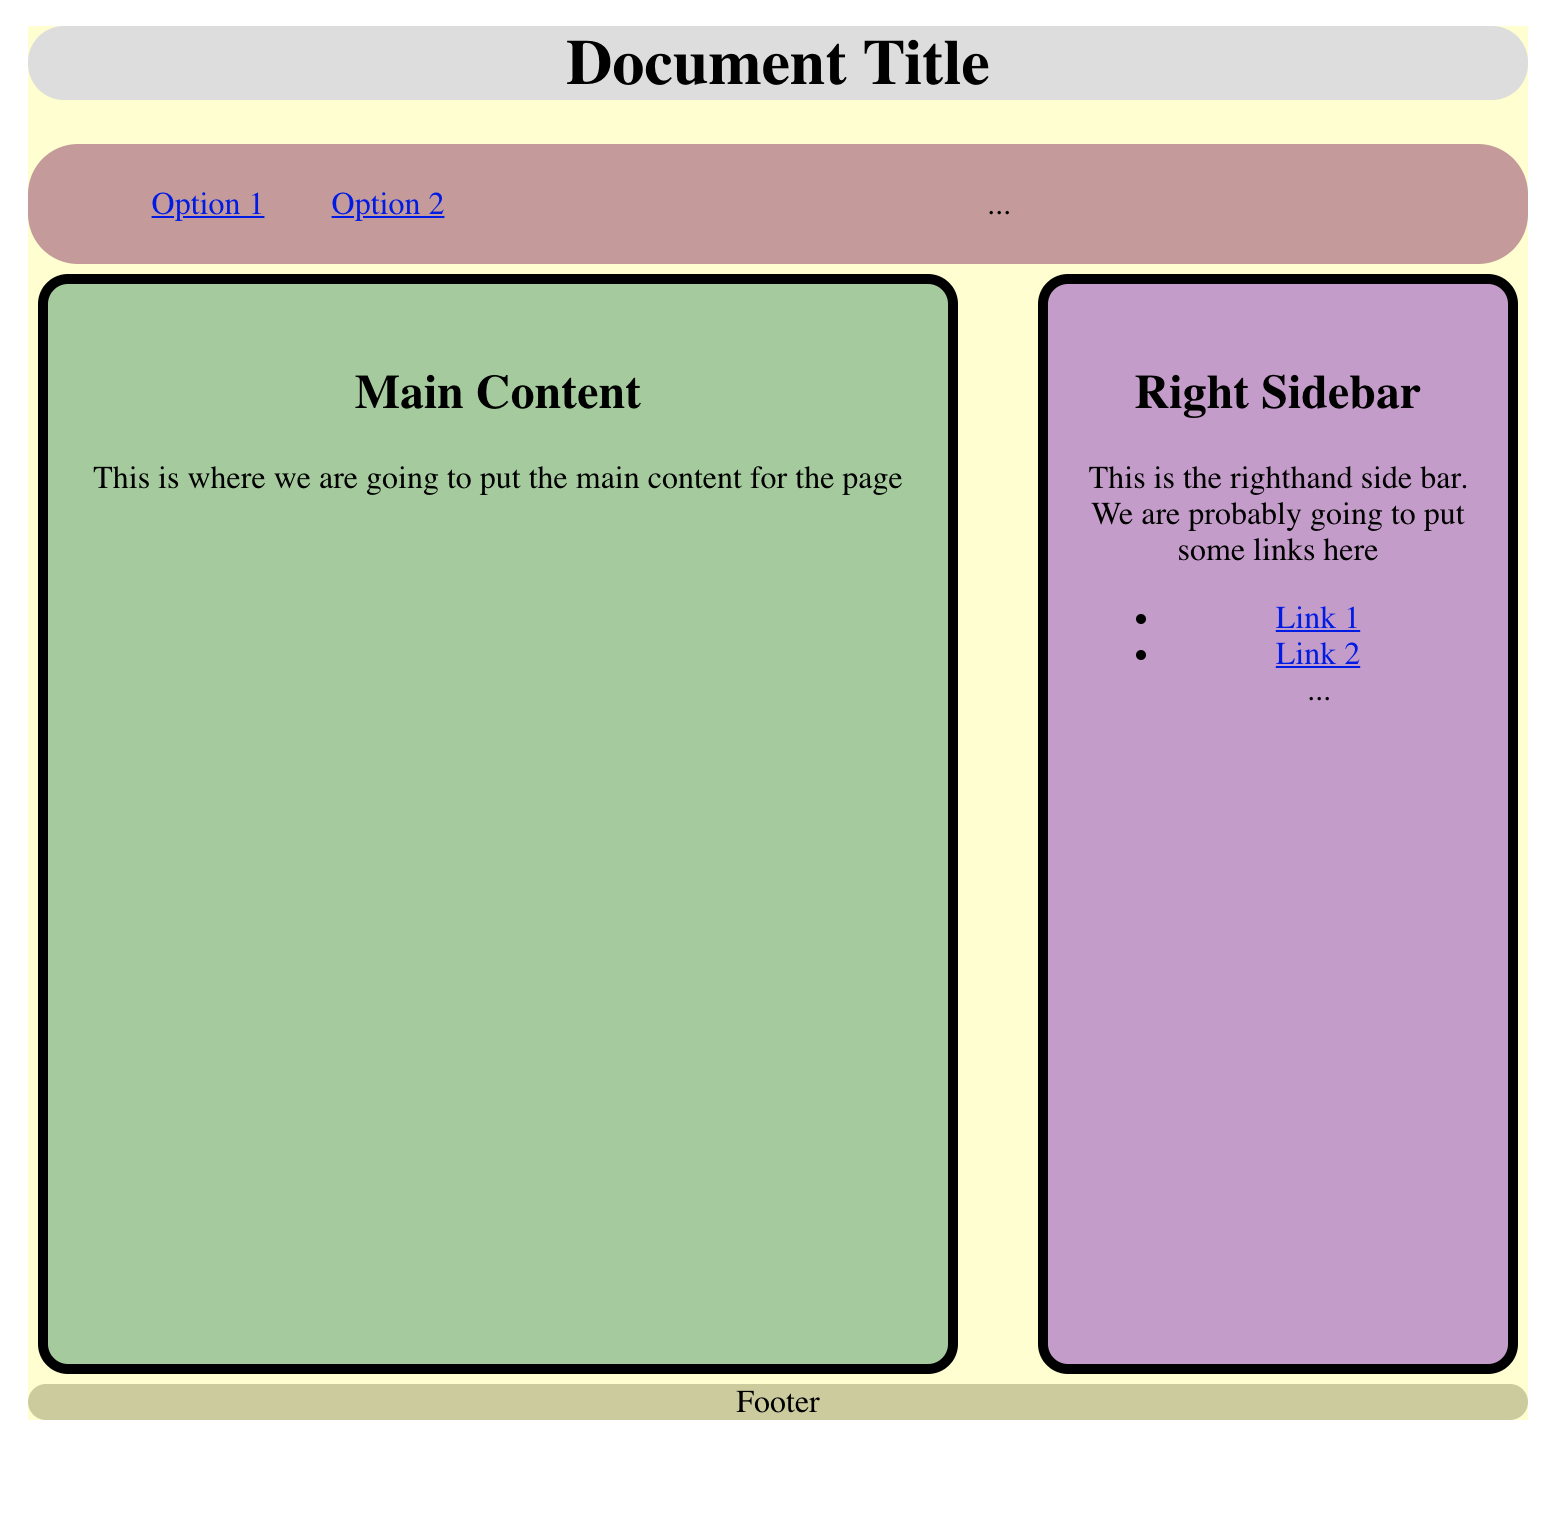 Document Title
Option 1 Option 2 ...
Main Content
This is where we are going to put the main content for the page
Right Sidebar
This is the righthand side bar.
We are probably going to put
some links here
• Link 1
• Link 2
...
Footer